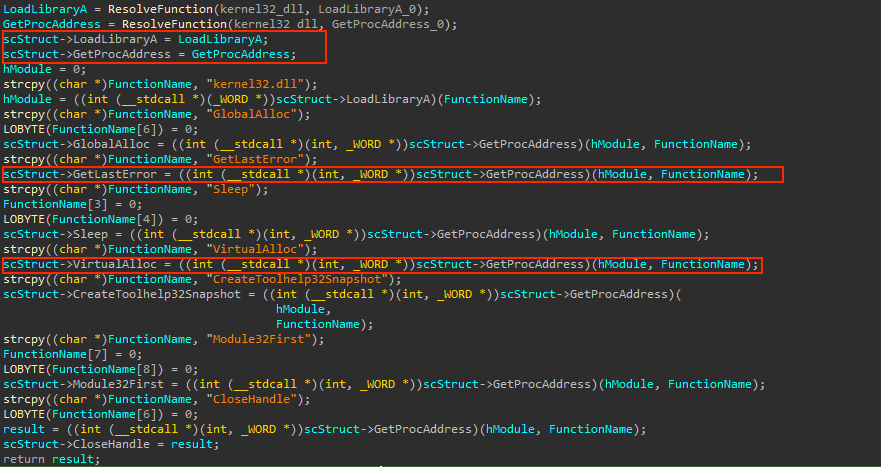 LoadLibraryA = ResolveFunction(kernel32_dll, LoadLibraryA_0);
GetProcAddress = ResolveFunction(kernel32_dll, GetProcAddress_0);
scStruct->LoadLibraryA = LoadLibraryA;
scStruct->GetProcAddress = GetProcAddress;
hModule = 0;
strcpy((char *)FunctionName, "kernel32.dll");
hModule = ((int (__stdcall *)(_WORD *))scStruct->LoadLibraryA)(FunctionName);
strcpy((char *)FunctionName, "GlobalAlloc");
LOBYTE(FunctionName[6]) = 0;
scStruct->GlobalAlloc = ((int (__stdcall *)(int, _WORD *))scStruct->GetProcAddress)(hModule, FunctionName);
strcpy((char *)FunctionName, "GetLastError");
scStruct->GetLastError = ((int (__stdcall *)(int, _WORD *))scStruct->GetProcAddress)(hModule, FunctionName);
strcpy((char *)FunctionName, "Sleep");
FunctionName[3] = 0;
LOBYTE(FunctionName[4]) = 0;
scStruct->Sleep = ((int (__stdcall *)(int, _WORD *))scStruct->GetProcAddress)(hModule, FunctionName);
strcpy((char *)FunctionName, "VirtualAlloc");
scStruct->VirtualAlloc = ((int (__stdcall *)(int, _WORD *))scStruct->GetProcAddress)(hModule, FunctionName);
strcpy((char *)FunctionName, "CreateToolhelp32Snapshot");
scStruct->CreateToolhelp32Snapshot = ((int (__stdcall *)(int, _WORD *))scStruct->GetProcAddress)(
hModule,
FunctionName);
strcpy((char *)FunctionName, "Module32First");
FunctionName[7] = 0;
LOBYTE(FunctionName[8]) = 0;
scStruct->Module32First = ((int (__stdcall *)(int, _WORD *))scStruct->GetProcAddress)(hModule, FunctionName);
strcpy((char *)FunctionName, "CloseHandle");
LOBYTE(FunctionName[6]) = 0;
result = ((int (__stdcall *)(int, _WORD *))scStruct->GetProcAddress)(hModule, FunctionName);
scStruct->CloseHandle = result;
return result;